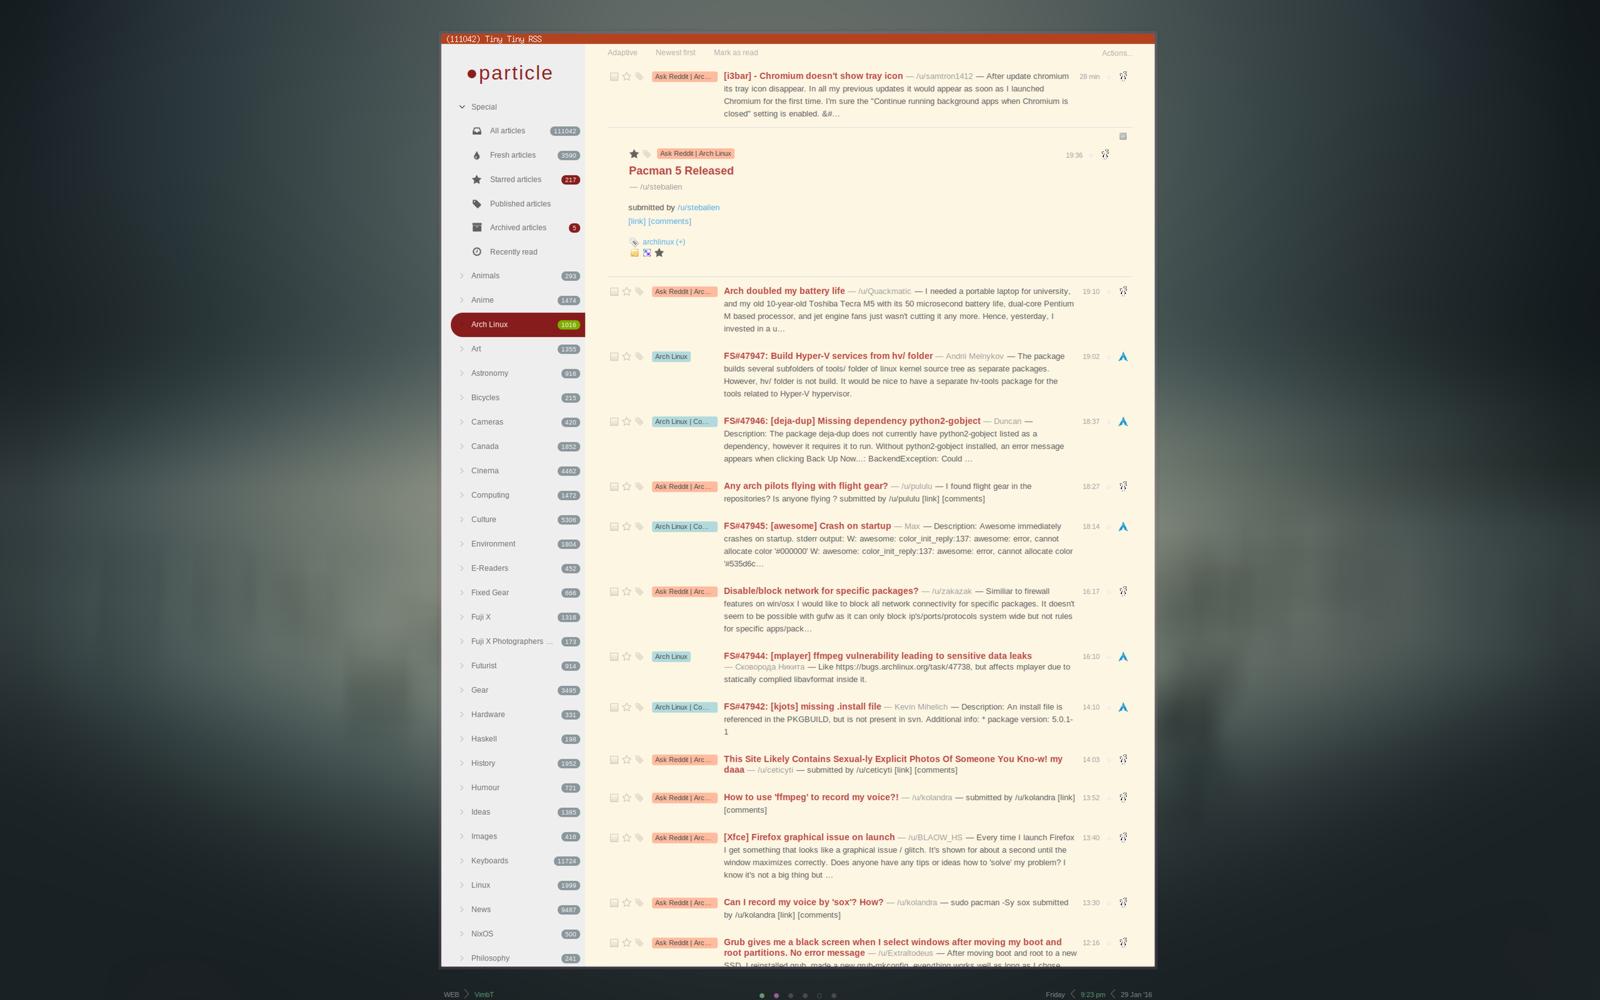 (111042) Tiny Tiny RSS
particle
Special
All articles 111042
Fresh articles 3590
Starred articles 217
Published articles
Archived articles 5
Recently read
Animals 293
Anime 1474
Arch Linux 1016
Art 1355
Astronomy 916
Bicycles 215
Cameras 420
Canada 1852
Cinema 4462
Computing 1472
Culture 5306
Environment 1804
E-Readers 452
Fixed Gear 666
Fuji X 1316
Fuji X Photographers ... 173
Futurist 914
Gear 3495
Hardware 331
Haskell 198
History 1952
Humour 721
Ideas 1385
Images 416
Keyboards 11724
Linux 1999
News 9487
NixOS 500
Philosophy 241
Adaptive Newest first Mark as read Actions...
Ask Reddit | Arc... [i3bar] - Chromium doesn't show tray icon — /u/samtron1412 — After update chromium 28 min
its tray icon disappear. In all my previous updates it would appear as soon as I launched
Chromium for the first time. I'm sure the "Continue running background apps when Chromium is
closed" setting is enabled. &#...
Ask Reddit | Arch Linux 19:36
Pacman 5 Released
— /u/stebalien
submitted by /u/stebalien
[link] [comments]
archlinux (+)
Ask Reddit | Arc... Arch doubled my battery life — /u/Quackmatic — I needed a portable laptop for university, 19:10
and my old 10-year-old Toshiba Tecra M5 with its 50 microsecond battery life, dual-core Pentium
M based processor, and jet engine fans just wasn't cutting it any more. Hence, yesterday, I
invested in a u...
Arch Linux FS#47947: Build Hyper-V services from hv/ folder — Andrii Melnykov — The package 19:02
builds several subfolders of tools/ folder of linux kernel source tree as separate packages.
However, hv/ folder is not build. It would be nice to have a separate hv-tools package for the
tools related to Hyper-V hypervisor.
Arch Linux | Co... FS#47946: [deja-dup] Missing dependency python2-gobject — Duncan — 18:37
Description: The package deja-dup does not currently have python2-gobject listed as a
dependency, however it requires it to run. Without python2-gobject installed, an error message
appears when clicking Back Up Now...: BackendException: Could ...
Ask Reddit | Arc... Any arch pilots flying with flight gear? — /u/pululu — I found flight gear in the 18:27
repositories? Is anyone flying ? submitted by /u/pululu [link] [comments]
Arch Linux | Co... FS#47945: [awesome] Crash on startup — Max — Description: Awesome immediately 18:14
crashes on startup. stderr output: W: awesome: color_init_reply:137: awesome: error, cannot
allocate color '#000000' W: awesome: color_init_reply:137: awesome: error, cannot allocate color
'#535d6c...
Ask Reddit | Arc... Disable/block network for specific packages? — /u/zakazak — Similiar to firewall 16:17
features on win/osx I would like to block all network connectivity for specific packages. It doesn't
seem to be possible with gufw as it can only block ip's/ports/protocols system wide but not rules
for specific apps/pack...
Arch Linux FS#47944: [mplayer] ffmpeg vulnerability leading to sensitive data leaks 16:10
— Сковорода Никита — Like https://bugs.archlinux.org/task/47738, but affects mplayer due to
statically complied libavformat inside it.
Arch Linux | Co... FS#47942: [kjots] missing .install file — Kevin Mihelich — Description: An install file is 14:10
referenced in the PKGBUILD, but is not present in svn. Additional info: * package version: 5.0.1-
1
Ask Reddit | Arc... This Site Likely Contains Sexual-ly Explicit Photos Of Someone You Kno-w! my 14:03
daaa — /u/ceticyti — submitted by /u/ceticyti [link] [comments]
Ask Reddit | Arc... How to use 'ffmpeg' to record my voice?! — /u/kolandra — submitted by /u/kolandra [link] 13:52
[comments]
Ask Reddit | Arc... [Xfce] Firefox graphical issue on launch — /u/BLAOW_HS — Every time I launch Firefox 13:40
I get something that looks like a graphical issue / glitch. It's shown for about a second until the
window maximizes correctly. Does anyone have any tips or ideas how to 'solve' my problem? I
know it's not a big thing but ...
Ask Reddit | Arc... Can I record my voice by 'sox'? How? — /u/kolandra — sudo pacman -Sy sox submitted 13:30
by /u/kolandra [link] [comments]
Ask Reddit | Arc... Grub gives me a black screen when I select windows after moving my boot and 12:16
root partitions. No error message — /u/Extraltodeus — After moving boot and root to a new
SSD, I reinstalled grub, made a new grub-mkconfig, everything works well as long as I chose
WEB VimbT Friday 9:23 pm 29 Jan '16